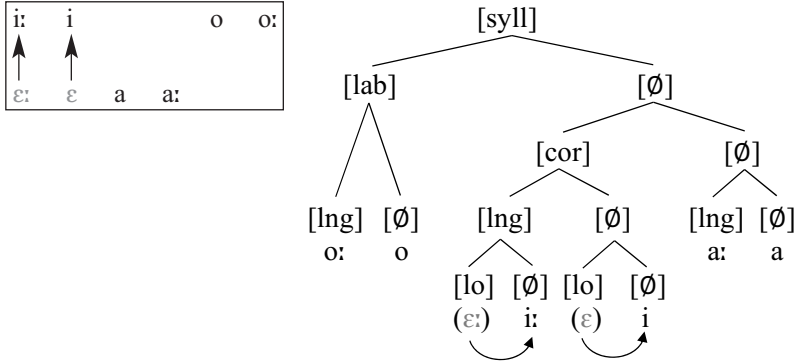 iː i o oː
ɛː ɛ a aː
[syll]
[lab] [Ø]
[cor] [Ø]
[lng] [Ø] [lng] [Ø] [lng] [Ø]
oː o aː a
[lo] [Ø] [lo] [Ø]
(ɛː) iː (ɛ) i